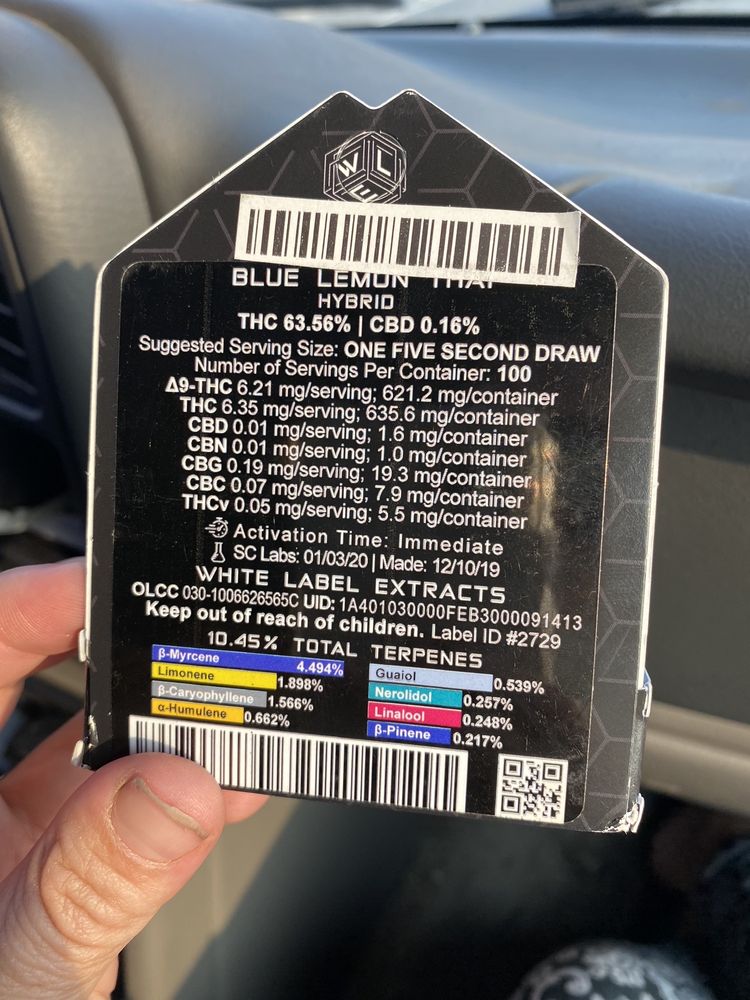 WLE
BLUE LEMON THAI
HYBRID
THC 63.56% | CBD 0.16%
Suggested Serving Size: ONE FIVE SECOND DRAW
Number of Servings Per Container: 100
Δ9-THC 6.21 mg/serving; 621.2 mg/container
THC 6.35 mg/serving; 635.6 mg/container
CBD 0.01 mg/serving; 1.6 mg/container
CBN 0.01 mg/serving; 1.0 mg/container
CBG 0.19 mg/serving; 19.3 mg/container
CBC 0.07 mg/serving; 7.9 mg/container
THCv 0.05 mg/serving; 5.5 mg/container
Activation Time: Immediate
SC Labs: 01/03/20 | Made: 12/10/19
WHITE LABEL EXTRACTS
OLCC 030-1006626565C UID: 1A401030000FEB3000091413
Keep out of reach of children. Label ID #2729
10.45% TOTAL TERPENES
β-Myrcene 4.494%
Limonene 1.898%
β-Caryophyllene 1.566%
α-Humulene 0.662%
Guaiol 0.539%
Nerolidol 0.257%
Linalool 0.248%
β-Pinene 0.217%